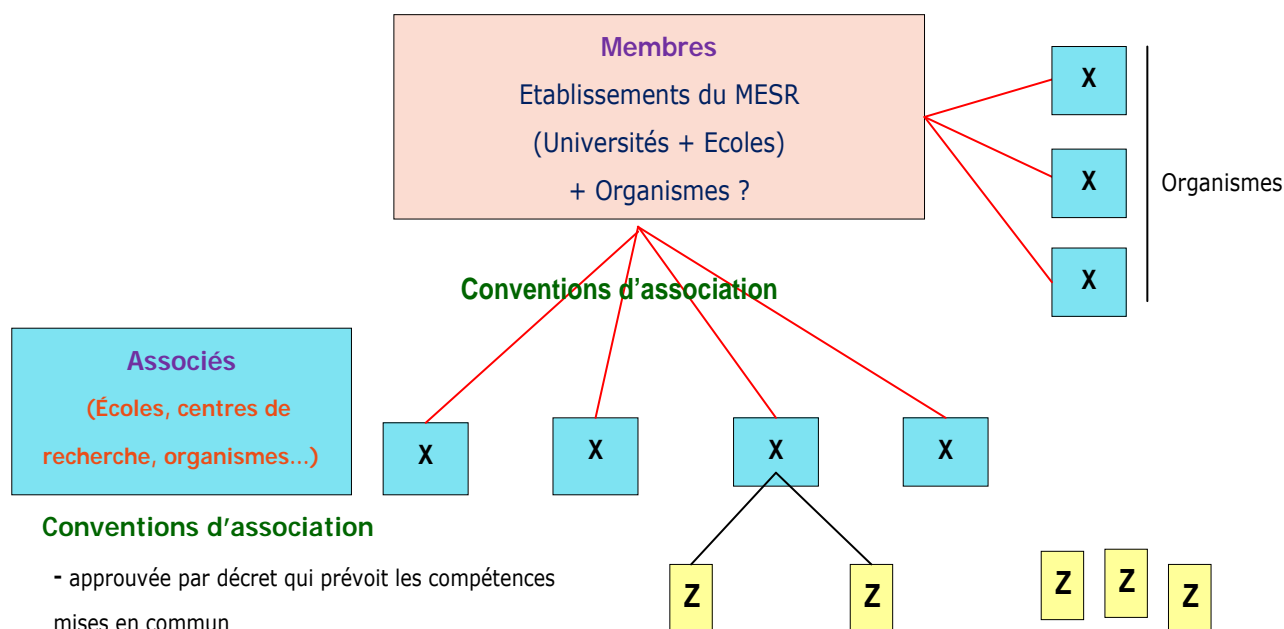 Membres
Etablissements du MESR
(Universités + Ecoles)
+ Organismes ?
X
X
X
Organismes
Conventions d’association
Associés
(Écoles, centres de
recherche, organismes…)
X
X
X
X
Conventions d’association
- approuvée par décret qui prévoit les compétences
mises en commun
Z
Z
Z
Z
Z